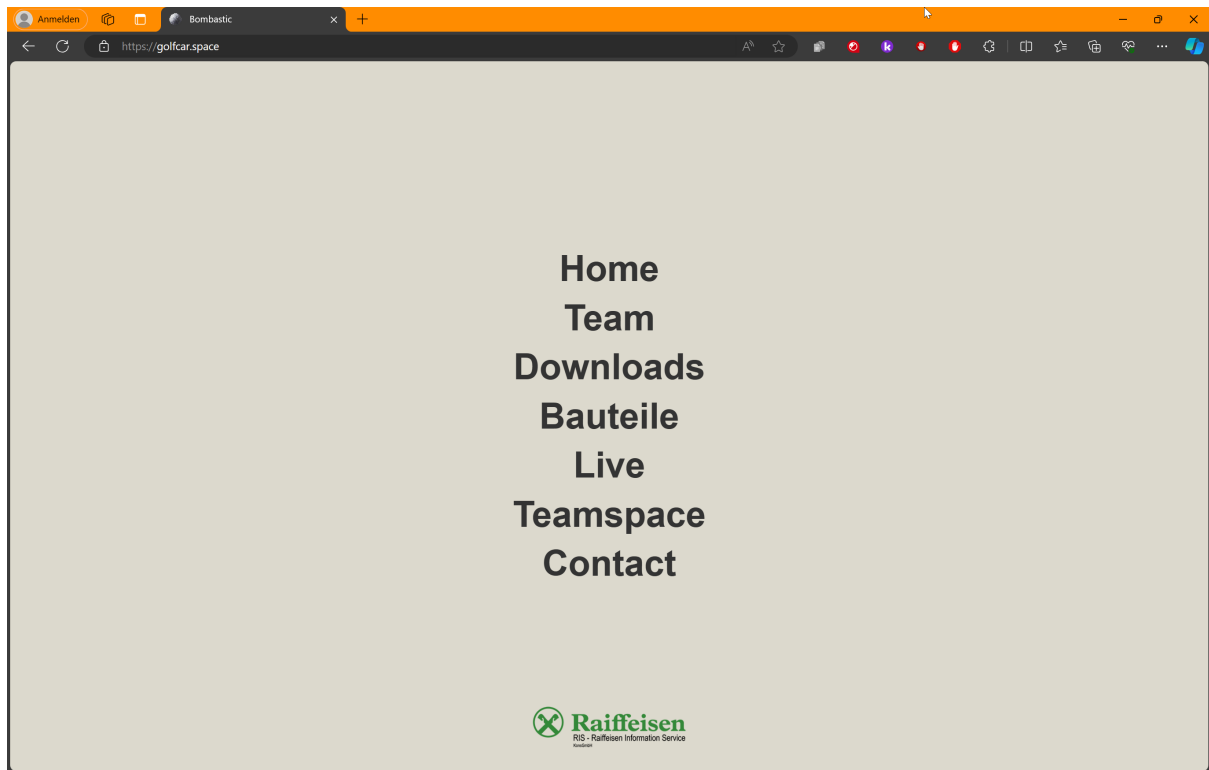 Anmelden
Bombastic
https://golfcar.space
Home
Team
Downloads
Bauteile
Live
Teamspace
Contact
Raiffeisen
RIS - Raiffeisen Information Service